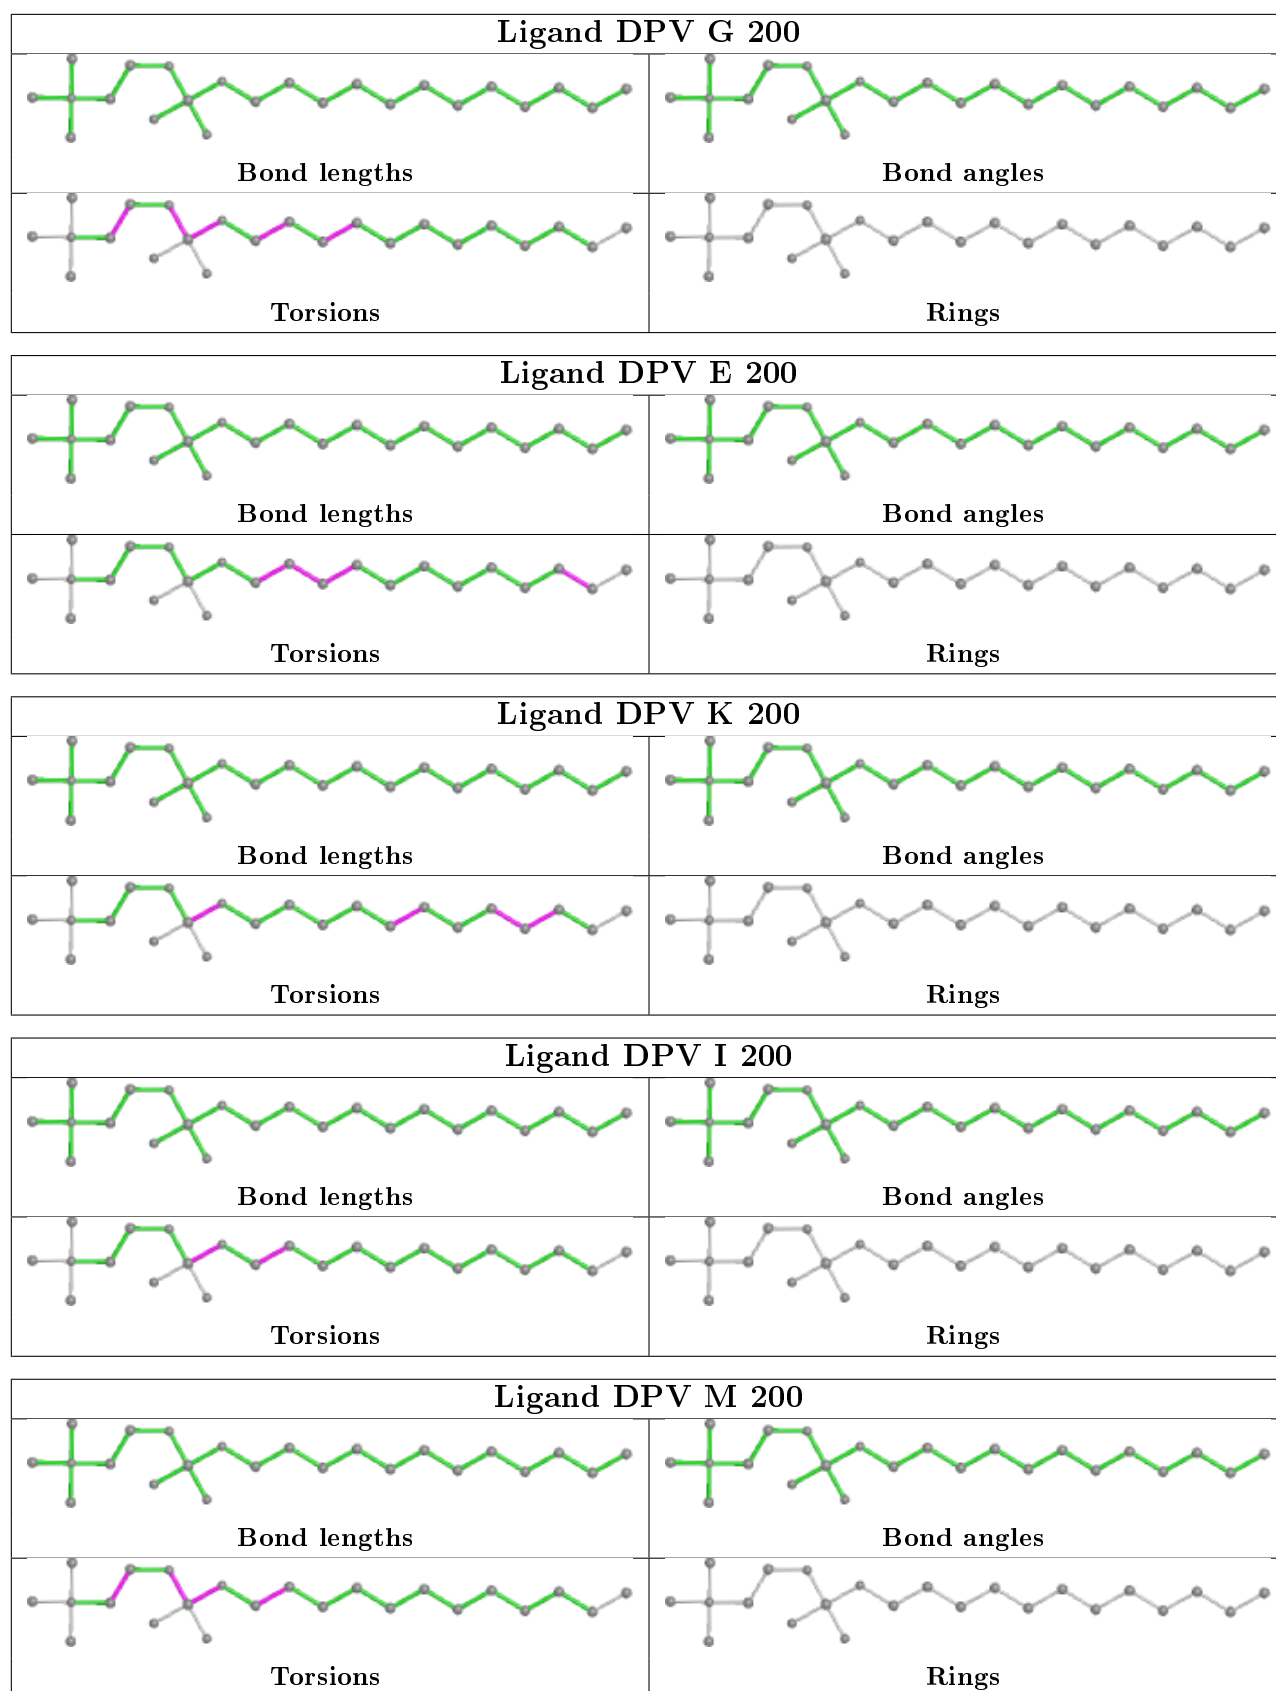 Ligand DPV G 200
Bond lengths
Bond angles
Torsions
Rings
Ligand DPV E 200
Bond lengths
Bond angles
Torsions
Rings
Ligand DPV K 200
Bond lengths
Bond angles
Torsions
Rings
Ligand DPV I 200
Bond lengths
Bond angles
Torsions
Rings
Ligand DPV M 200
Bond lengths
Bond angles
Torsions
Rings